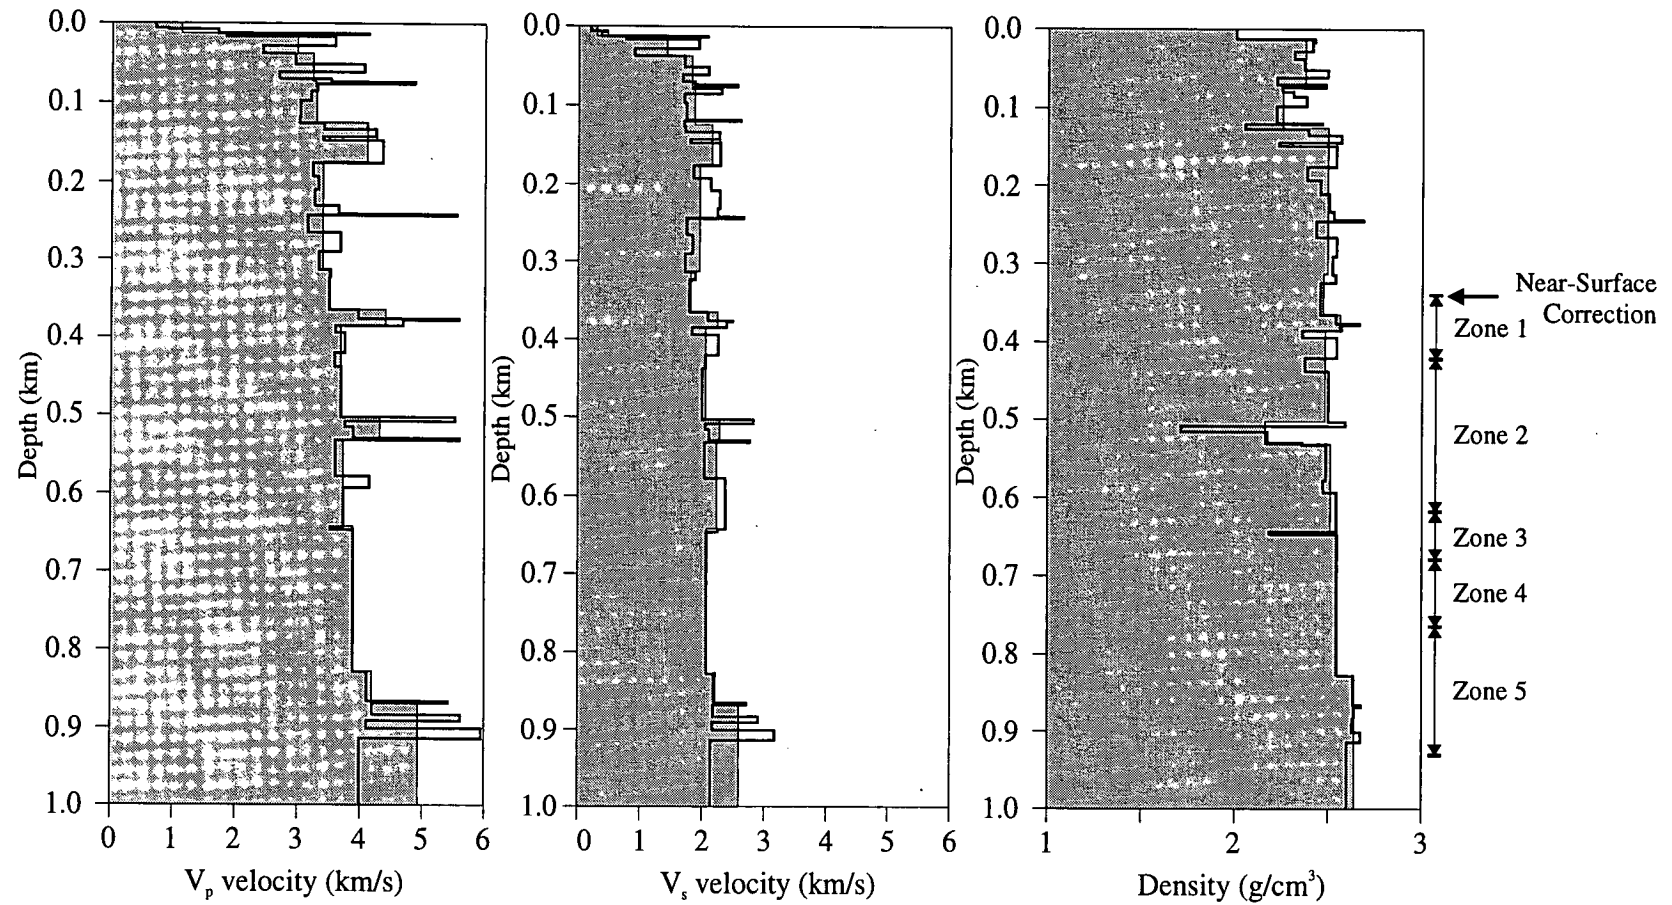 0.0
0.1
0.2
0.3
0.4
0.5
0.6
0.7
0.8
0.9
1.0
Depth (km)
0 1 2 3 4 5 6
Vp velocity (km/s)
0.0
0.1
0.2
0.3
0.4
0.5
0.6
0.7
0.8
0.9
1.0
Depth (km)
0 1 2 3 4 5 6
Vs velocity (km/s)
0.0
0.1
0.2
0.3
0.4
0.5
0.6
0.7
0.8
0.9
1.0
Depth (km)
1 2 3
Density (g/cm³)
Near-Surface
Correction
Zone 1
Zone 2
Zone 3
Zone 4
Zone 5